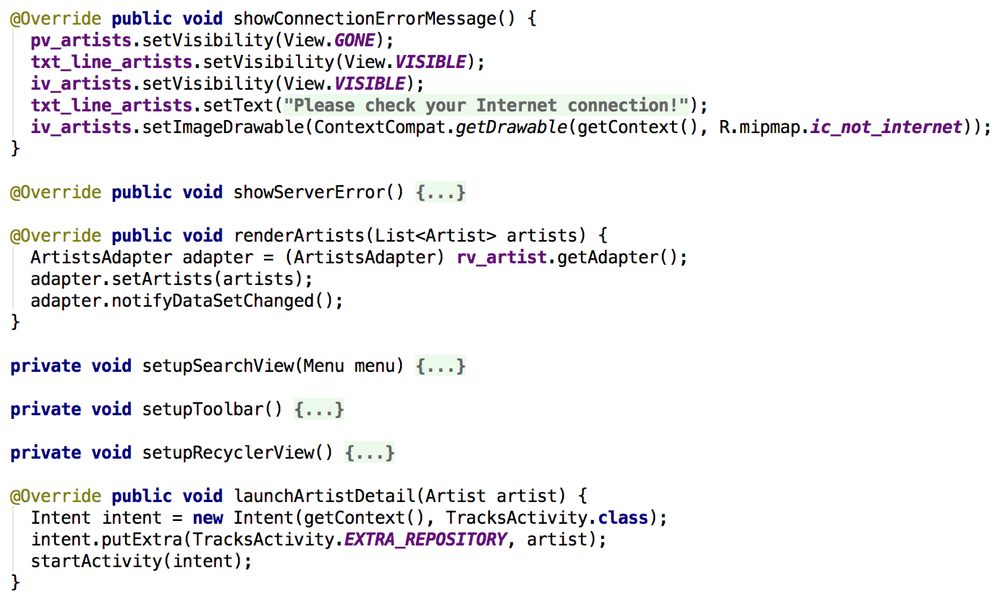 @Override public void showConnectionErrorMessage() {
  pv_artists.setVisibility(View.GONE);
  txt_line_artists.setVisibility(View.VISIBLE);
  iv_artists.setVisibility(View.VISIBLE);
  txt_line_artists.setText("Please check your Internet connection!");
  iv_artists.setImageDrawable(ContextCompat.getDrawable(getContext(), R.mipmap.ic_not_internet));
}

@Override public void showServerError() {...}

@Override public void renderArtists(List<Artist> artists) {
  ArtistsAdapter adapter = (ArtistsAdapter) rv_artist.getAdapter();
  adapter.setArtists(artists);
  adapter.notifyDataSetChanged();
}

private void setupSearchView(Menu menu) {...}

private void setupToolbar() {...}

private void setupRecyclerView() {...}

@Override public void launchArtistDetail(Artist artist) {
  Intent intent = new Intent(getContext(), TracksActivity.class);
  intent.putExtra(TracksActivity.EXTRA_REPOSITORY, artist);
  startActivity(intent);
}